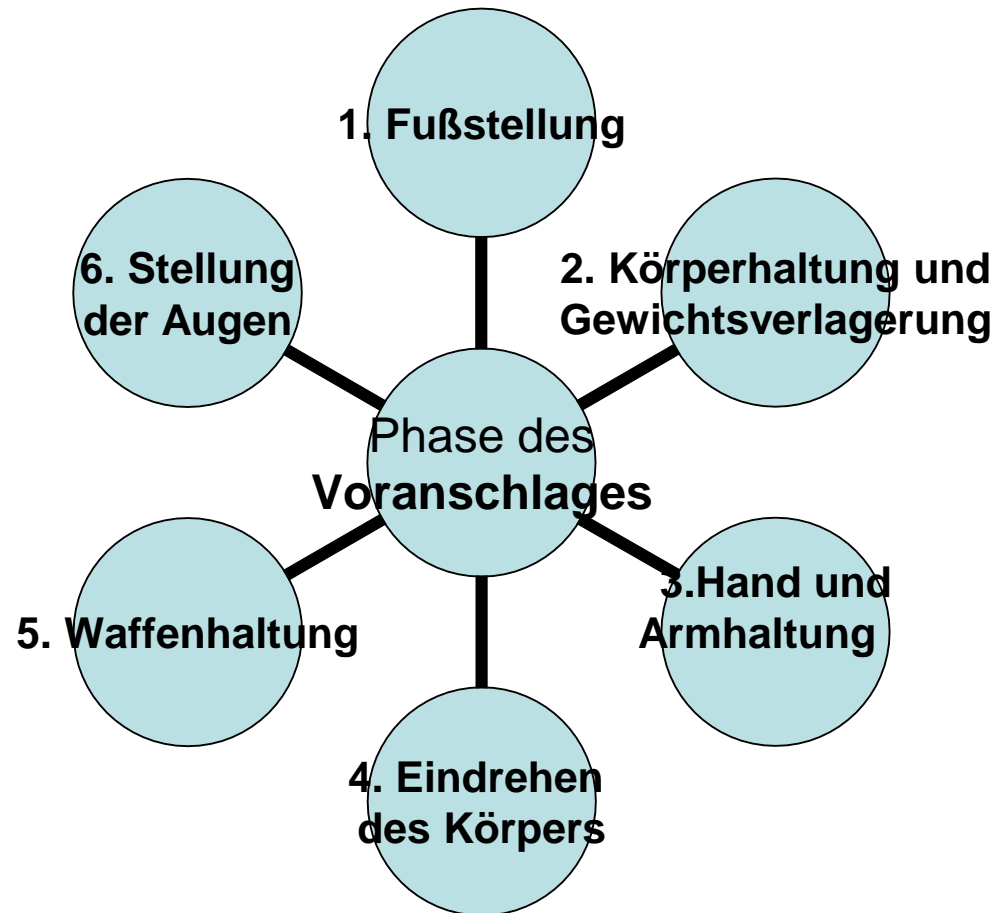 1. Fußstellung
2. Körperhaltung und
Gewichtsverlagerung
3.Hand und
Armhaltung
4. Eindrehen
des Körpers
5. Waffenhaltung
6. Stellung
der Augen
Phase des
Voranschlages